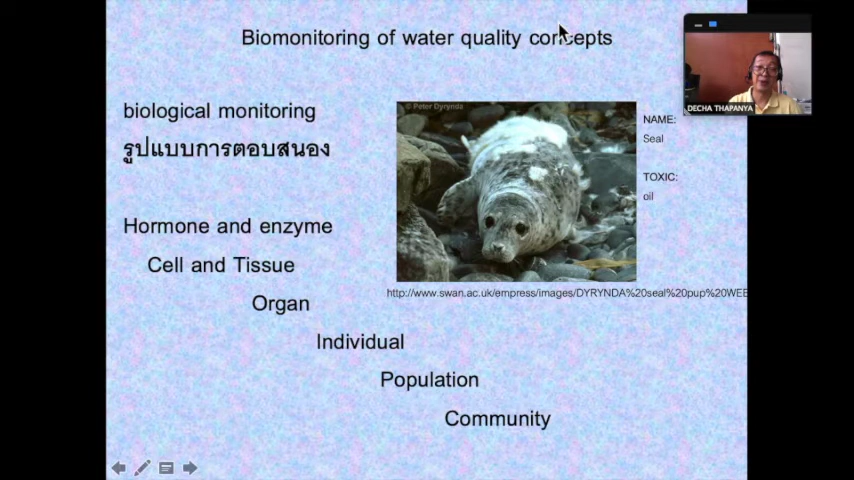 Biomonitoring of water quality concepts
DECHA THAPANYA
biological monitoring
รูปแบบการตอบสนอง
© Peter Dyrynda
NAME:
Seal
TOXIC:
oil
Hormone and enzyme
Cell and Tissue
http://www.swan.ac.uk/empress/images/DYRYNDA%20seal%20pup%20WEB
Organ
Individual
Population
Community